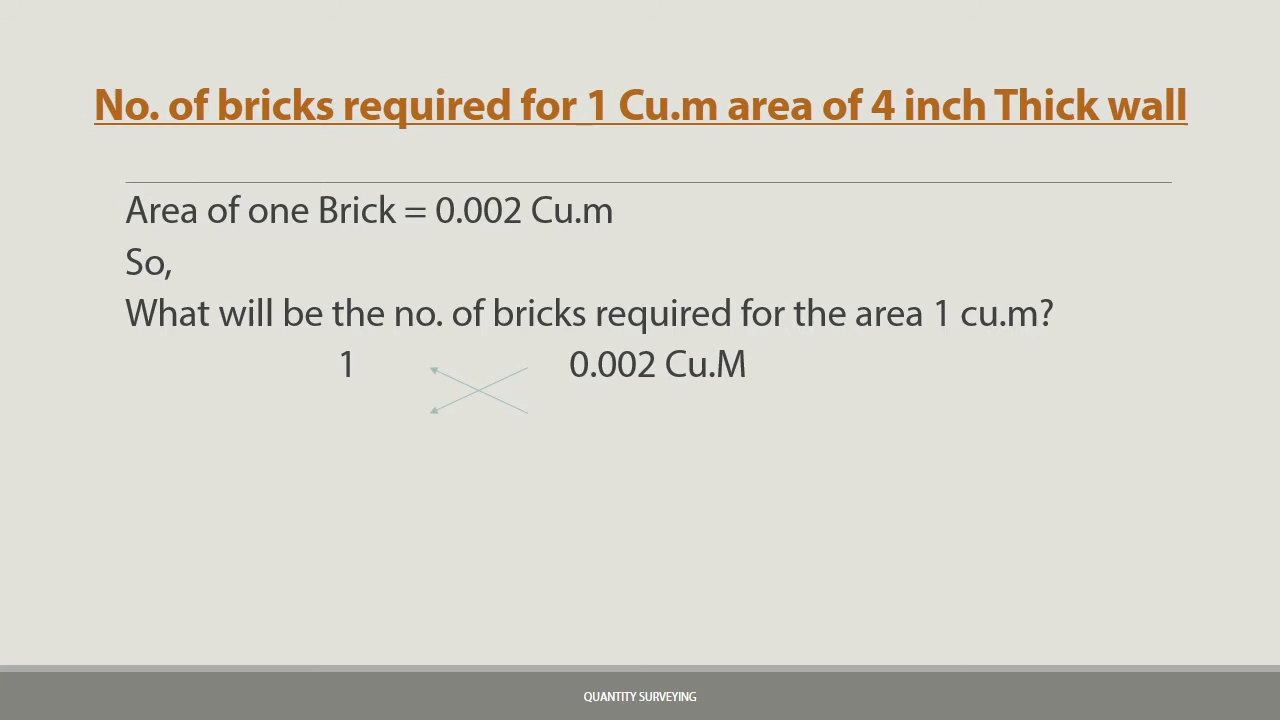 No. of bricks required for 1 Cu.m area of 4 inch Thick wall
Area of one Brick = 0.002 Cu.m
So,
What will be the no. of bricks required for the area 1 cu.m?
1 0.002 Cu.M
QUANTITY SURVEYING